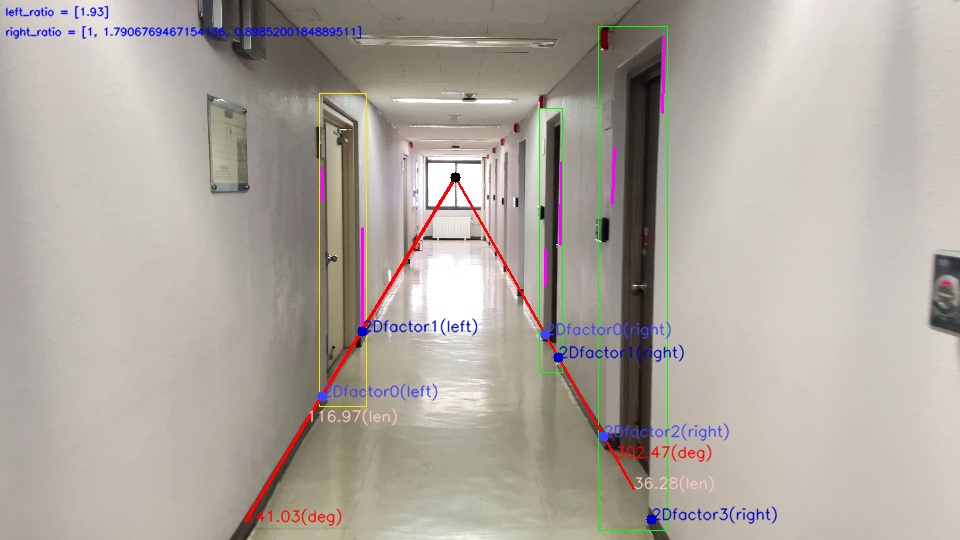 left_ratio = [1.93]
right_ratio = [1, 1.7906769467154136, 0.8985200184889511]
2Dfactor1(left)
2Dfactor0(right)
2Dfactor1(right)
2Dfactor0(left)
116.97(len)
2Dfactor2(right)
302.47(deg)
36.28(len)
41.03(deg)
2Dfactor3(right)